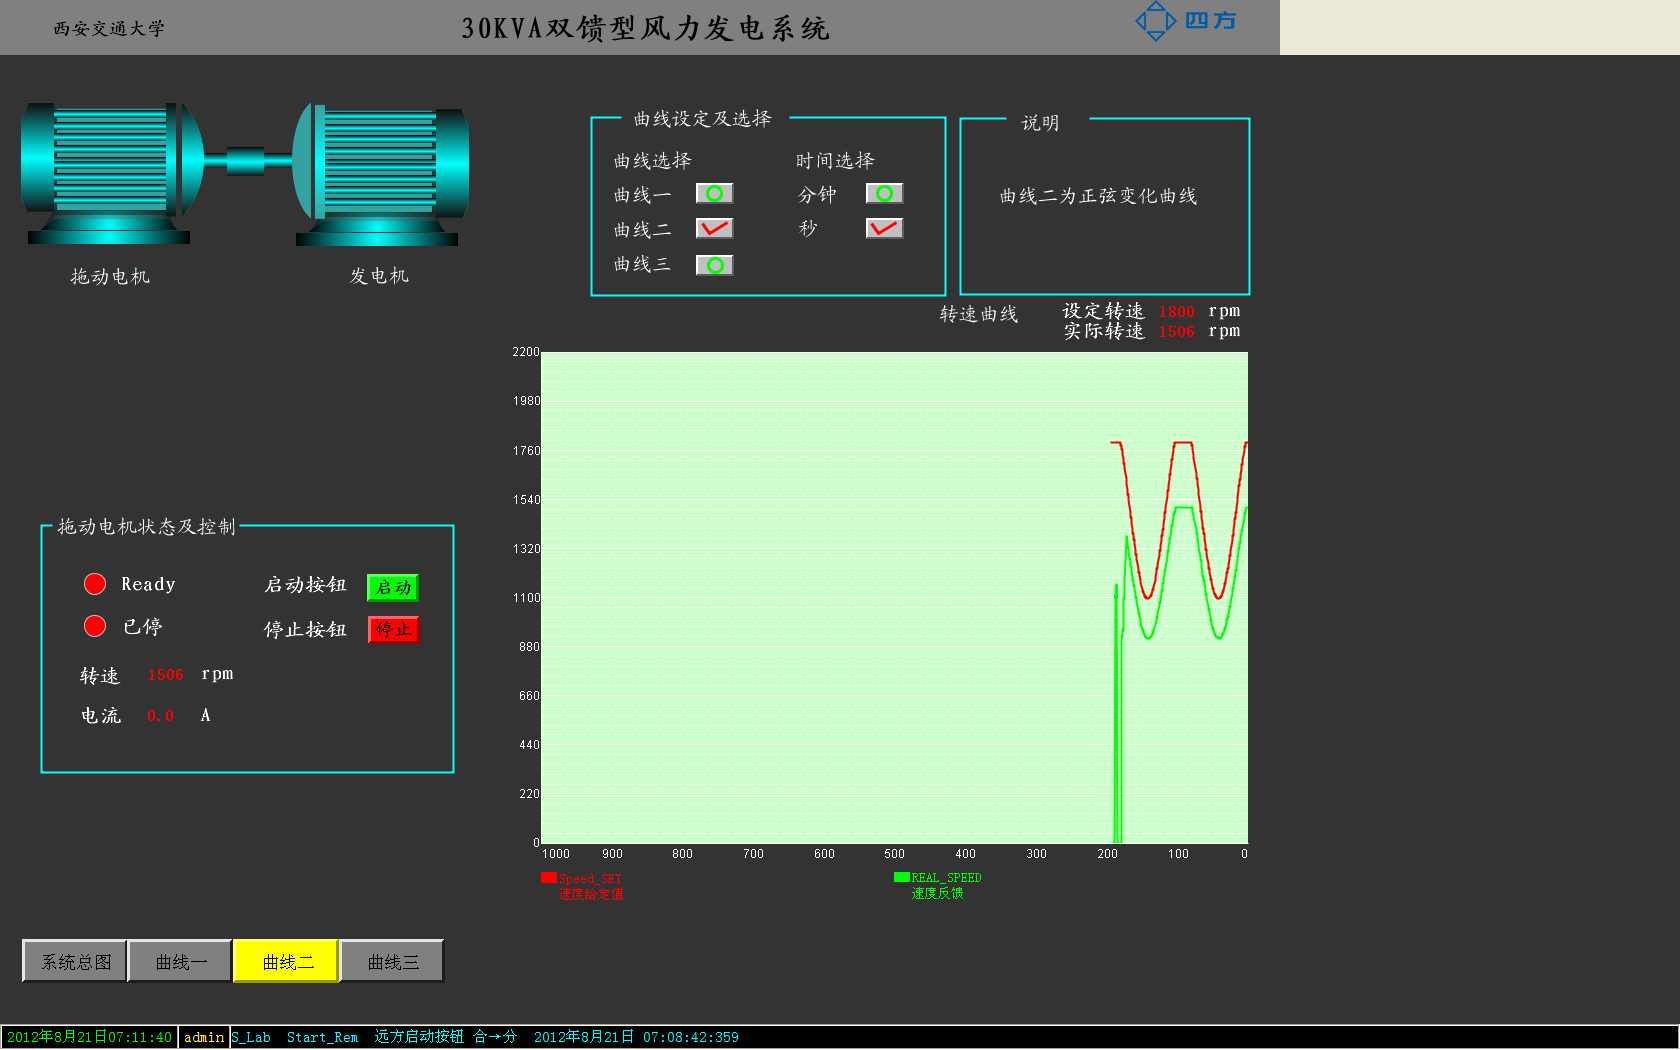 西安交通大学
30KVA双馈型风力发电系统
四方
拖动电机
发电机
曲线设定及选择
曲线选择 时间选择
曲线一 分钟
曲线二 秒
曲线三
说明
曲线二为正弦变化曲线
转速曲线
设定转速 1800 rpm
实际转速 1506 rpm
2200
1980
1760
1540
1320
1100
880
660
440
220
0
1000 900 800 700 600 500 400 300 200 100 0
Speed_SET
速度给定值
REAL_SPEED
速度反馈
拖动电机状态及控制
Ready 启动按钮 启动
已停 停止按钮 停止
转速 1506 rpm
电流 0.0 A
系统总图 曲线一 曲线二 曲线三
2012年8月21日07:11:40 admin S_Lab Start_Rem 远方启动按钮 合→分 2012年8月21日 07:08:42:359